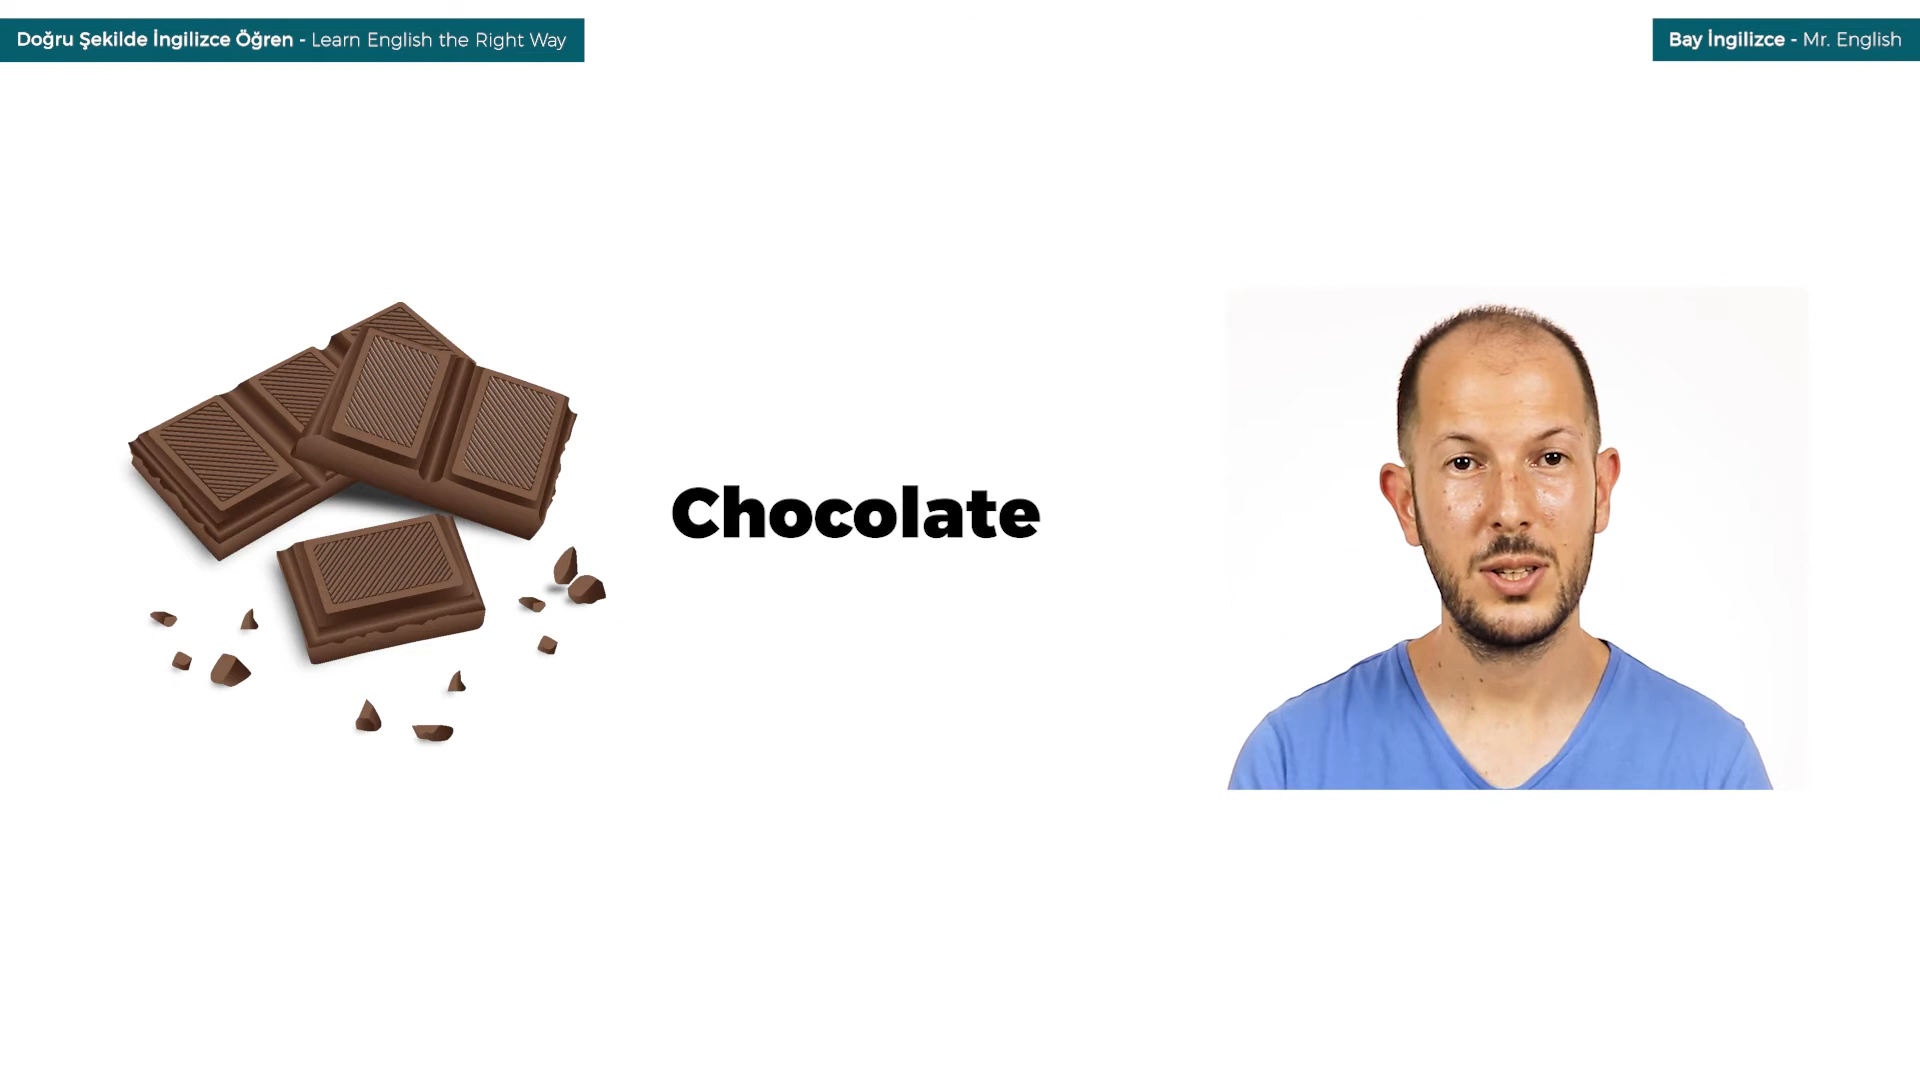 Doğru Şekilde İngilizce Öğren - Learn English the Right Way
Bay İngilizce - Mr. English
Chocolate